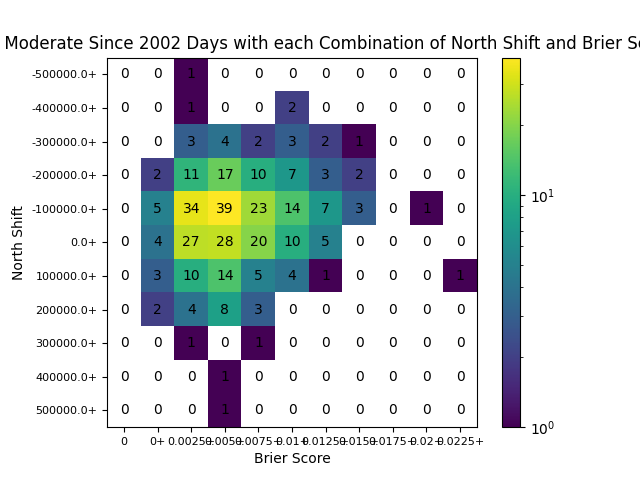 Moderate Since 2002 Days with each Combination of North Shift and Brier
-500000.0+ 0 0 1 0 0 0 0 0 0 0 0
-400000.0+ 0 0 1 0 0 2 0 0 0 0 0
-300000.0+ 0 0 3 4 2 3 2 1 0 0 0
-200000.0+ 0 2 11 17 10 7 3 2 0 0 0
-100000.0+ 0 5 34 39 23 14 7 3 0 1 0
0.0+ 0 4 27 28 20 10 5 0 0 0 0
100000.0+ 0 3 10 14 5 4 1 0 0 0 1
200000.0+ 0 2 4 8 3 0 0 0 0 0 0
300000.0+ 0 0 1 0 1 0 0 0 0 0 0
400000.0+ 0 0 0 1 0 0 0 0 0 0 0
500000.0+ 0 0 0 1 0 0 0 0 0 0 0
0 0+ 0.0025+ 0.005+ 0.0075+ 0.01+ 0.0125+ 0.015+ 0.0175+ 0.02+ 0.0225+
Brier Score
North Shift
10¹
10⁰